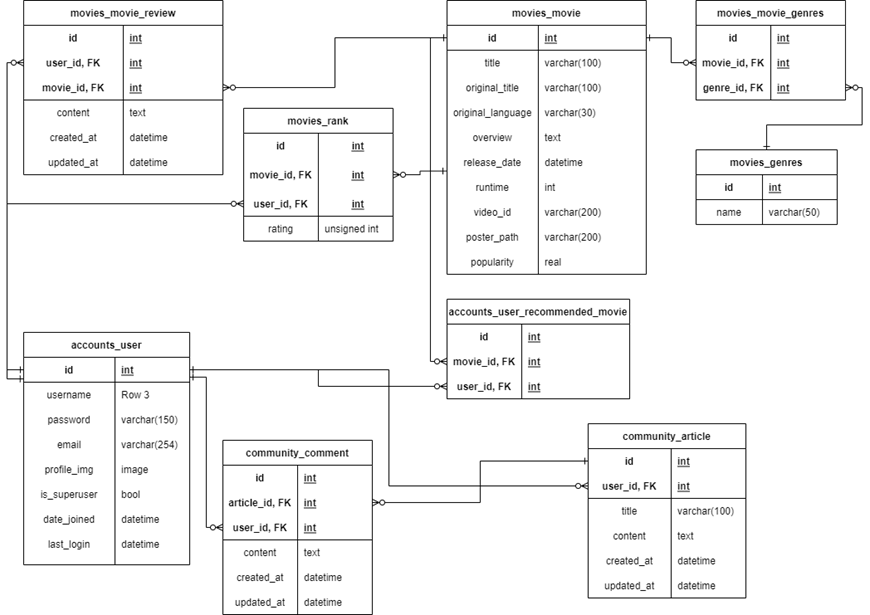 movies_movie_review
id int
user_id, FK int
movie_id, FK int
content text
created_at datetime
updated_at datetime
movies_rank
id int
movie_id, FK int
user_id, FK int
rating unsigned int
movies_movie
id int
title varchar(100)
original_title varchar(100)
original_language varchar(30)
overview text
release_date datetime
runtime int
video_id varchar(200)
poster_path varchar(200)
popularity real
movies_movie_genres
id int
movie_id, FK int
genre_id, FK int
movies_genres
id int
name varchar(50)
accounts_user_recommended_movie
id int
movie_id, FK int
user_id, FK int
accounts_user
id int
username Row 3
password varchar(150)
email varchar(254)
profile_img image
is_superuser bool
date_joined datetime
last_login datetime
community_comment
id int
article_id, FK int
user_id, FK int
content text
created_at datetime
updated_at datetime
community_article
id int
user_id, FK int
title varchar(100)
content text
created_at datetime
updated_at datetime